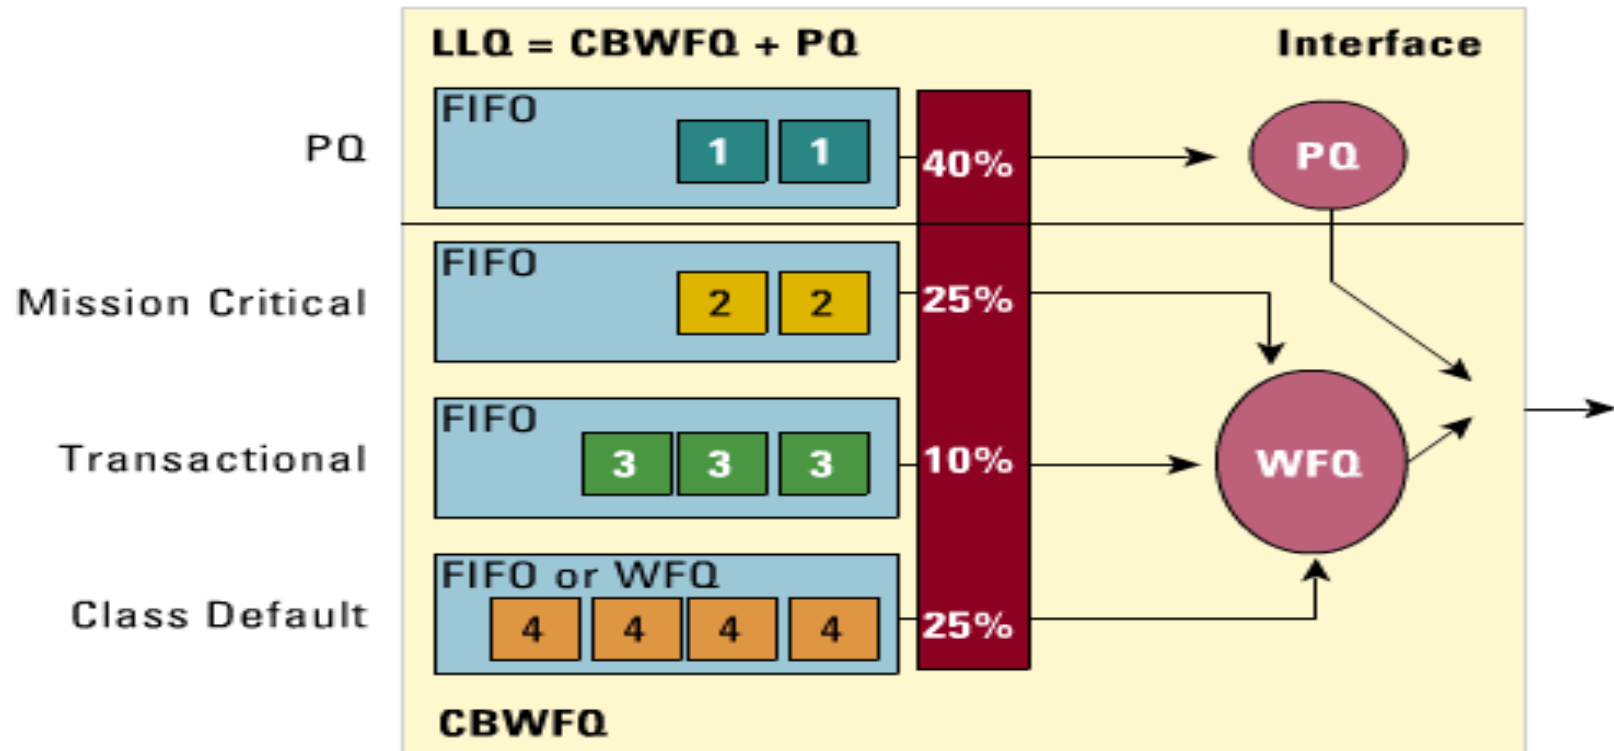 LLQ = CBWFQ + PQ Interface
PQ
FIFO
1 1
40%
PQ
Mission Critical
FIFO
2 2
25%
Transactional
FIFO
3 3 3
10%
WFQ
Class Default
FIFO or WFQ
4 4 4 4
25%
CBWFQ